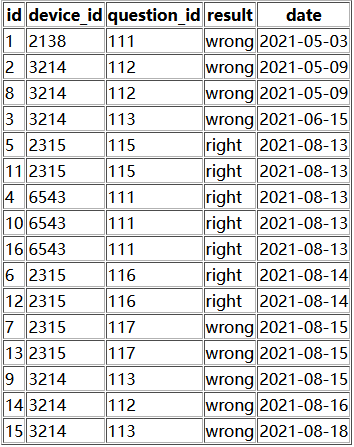 id device_id question_id result date
1 2138 111 wrong 2021-05-03
2 3214 112 wrong 2021-05-09
8 3214 112 wrong 2021-05-09
3 3214 113 wrong 2021-06-15
5 2315 115 right 2021-08-13
11 2315 115 right 2021-08-13
4 6543 111 right 2021-08-13
10 6543 111 right 2021-08-13
16 6543 111 right 2021-08-13
6 2315 116 right 2021-08-14
12 2315 116 right 2021-08-14
7 2315 117 wrong 2021-08-15
13 2315 117 wrong 2021-08-15
9 3214 113 wrong 2021-08-15
14 3214 112 wrong 2021-08-16
15 3214 113 wrong 2021-08-18